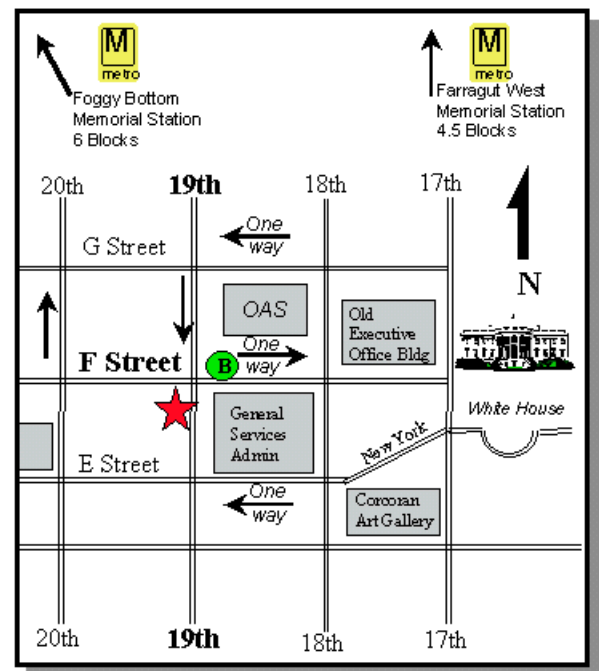 M
metro
Foggy Bottom
Memorial Station
6 Blocks
M
metro
Farragut West
Memorial Station
4.5 Blocks
20th
19th
18th
17th
One
way
G Street
N
OAS
Old
Executive
Office Bldg
One
way
F Street
B
White House
General
Services
Admin
New York
E Street
One
way
Corcoran
Art Gallery
20th
19th
18th
17th